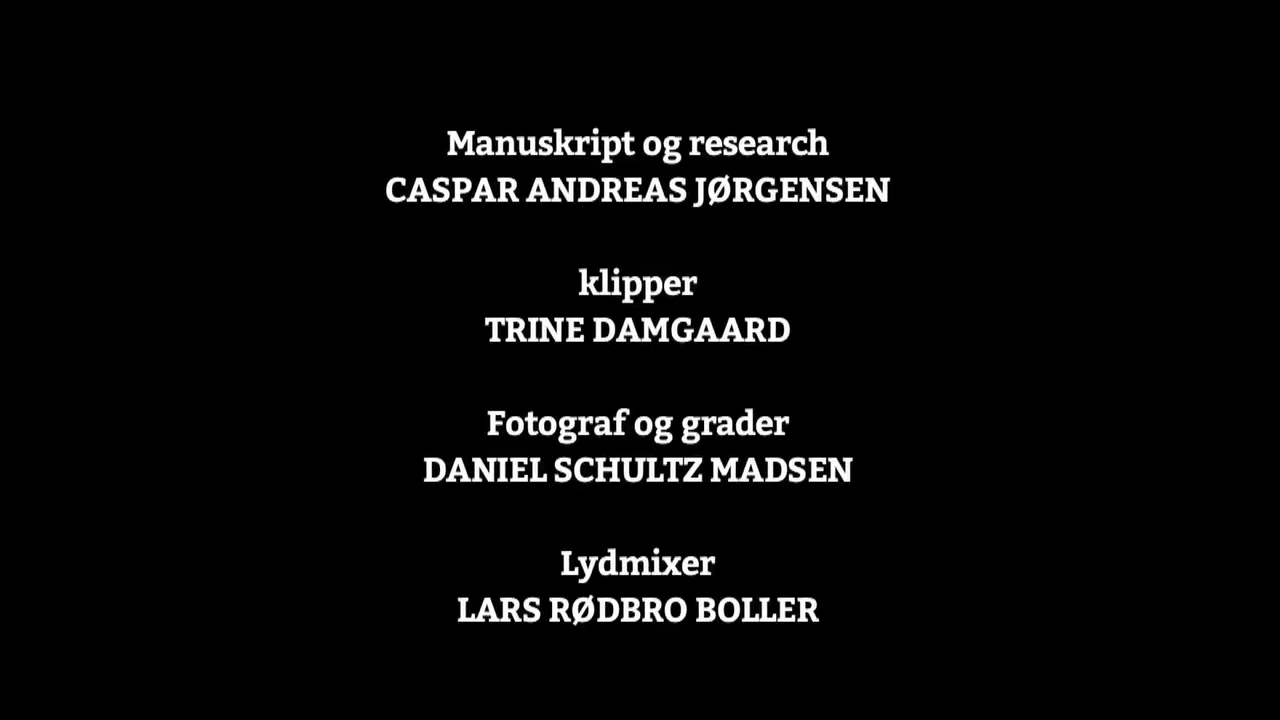 Manuskript og research
CASPAR ANDREAS JØRGENSEN
klipper
TRINE DAMGAARD
Fotograf og grader
DANIEL SCHULTZ MADSEN
Lydmixer
LARS RØDBRO BOLLER